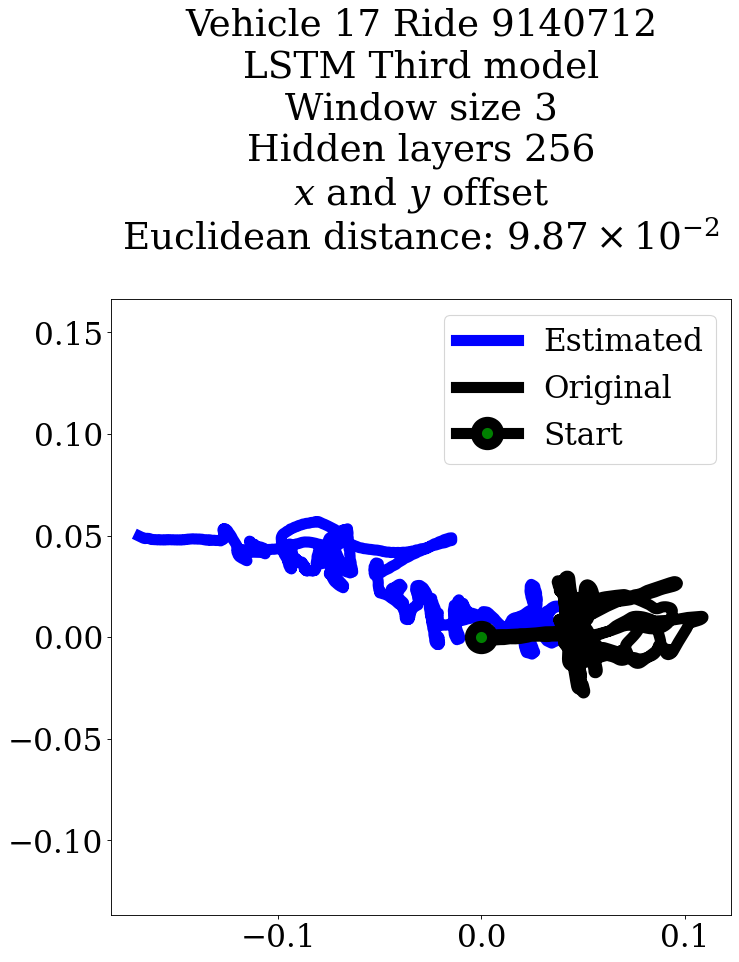 Vehicle 17 Ride 9140712
LSTM Third model
Window size 3
Hidden layers 256
x and y offset
Euclidean distance: 9.87 × 10⁻²
Estimated
Original
Start
0.15
0.10
0.05
0.00
−0.05
−0.10
−0.1
0.0
0.1